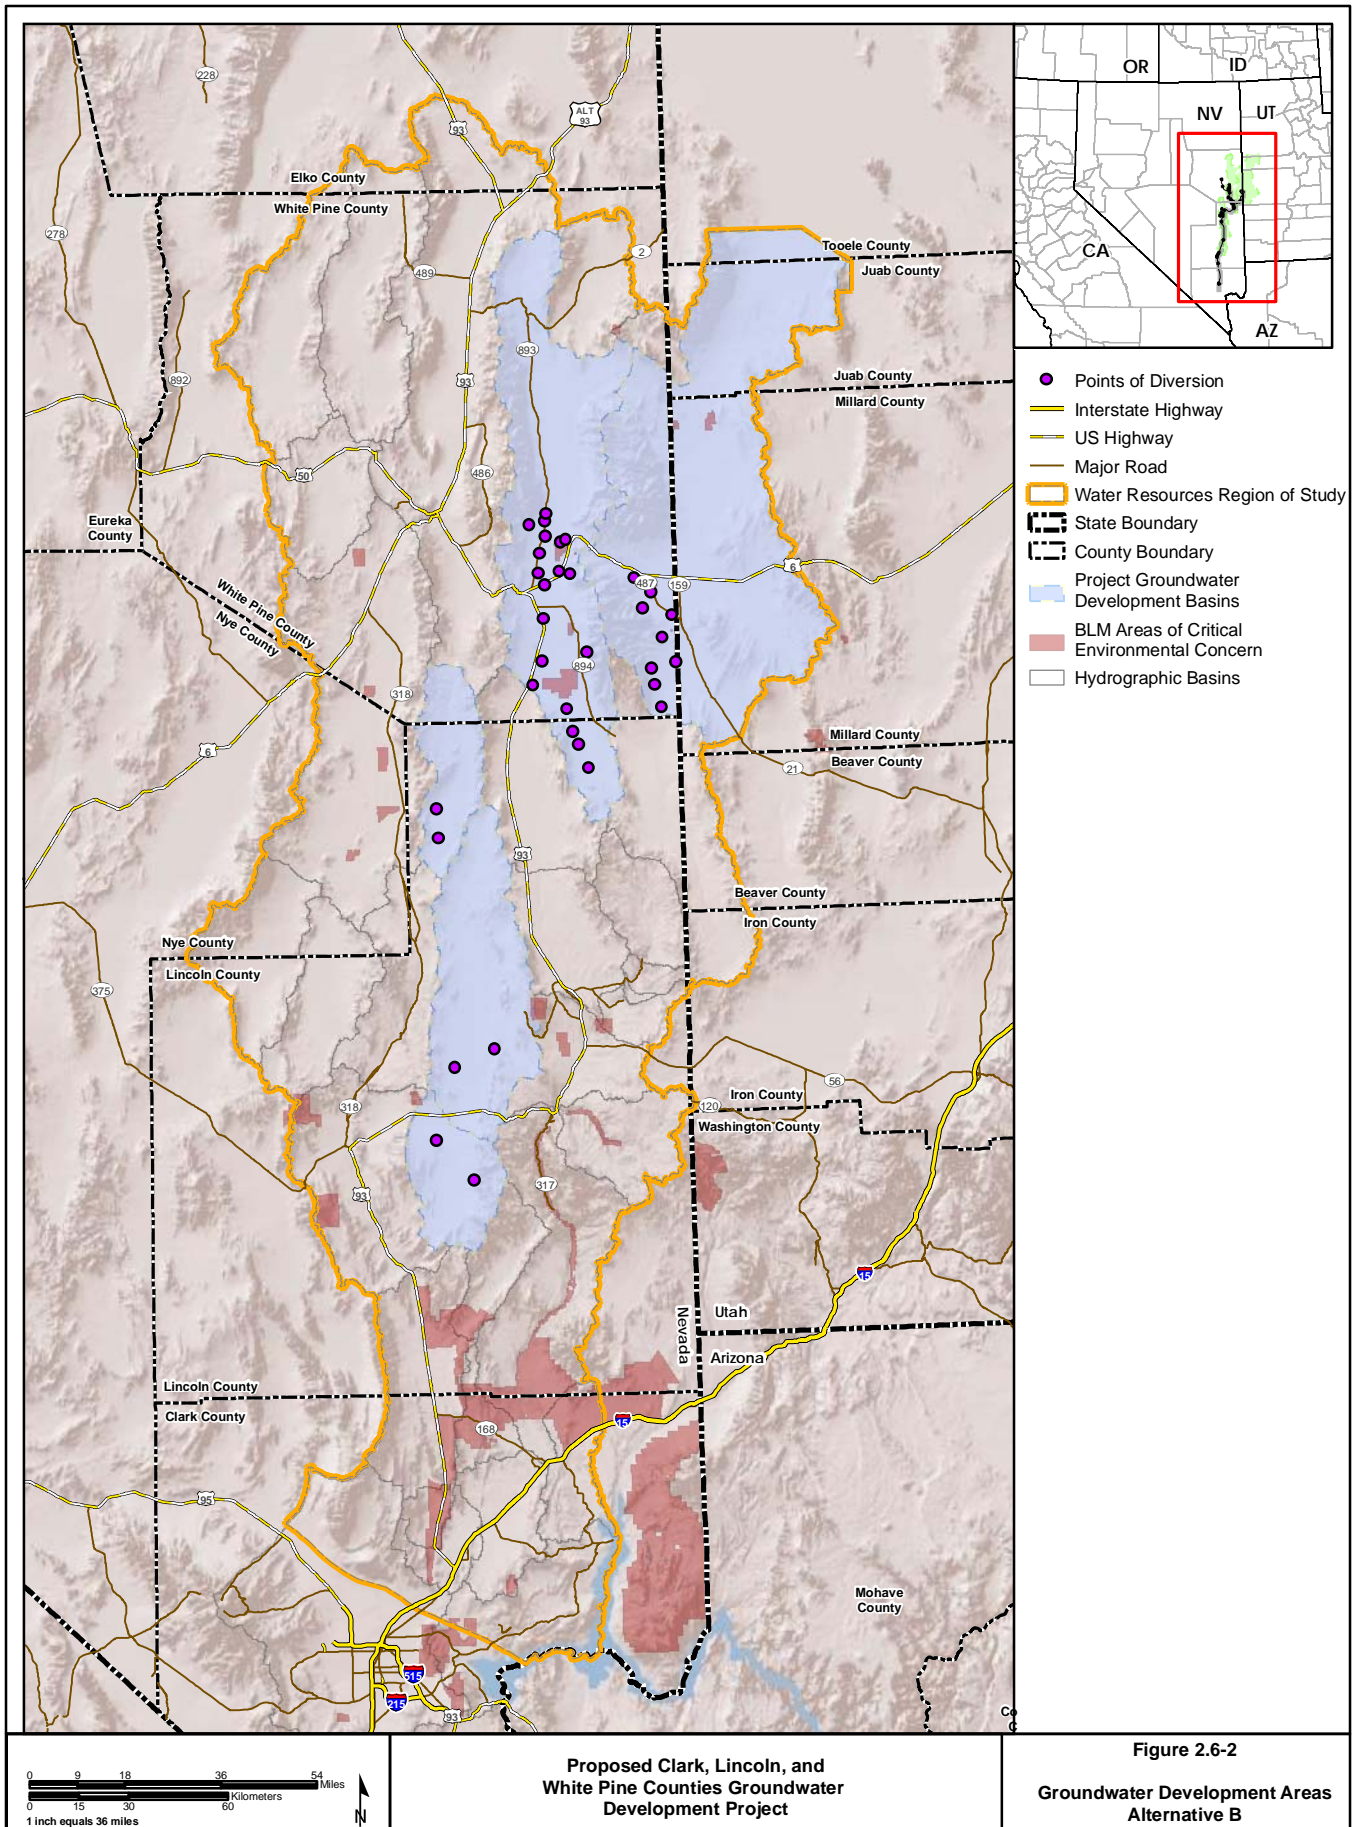 228
ALT
93
93
Elko County
White Pine County
278
489
2
Tooele County
Juab County
893
892
93
Juab County
Millard County
50
486
Eureka
County
6
487
159
White Pine County
Nye County
894
318
6
Millard County
Beaver County
21
93
Beaver County
Iron County
Nye County
Lincoln County
375
56
318
120
Iron County
Washington County
317
93
15
Nevada
Utah
Arizona
Lincoln County
Clark County
15
168
95
Mohave
County
515
215
93
Co
C
OR
ID
NV
UT
CA
AZ
Points of Diversion
Interstate Highway
US Highway
Major Road
Water Resources Region of Study
State Boundary
County Boundary
Project Groundwater
Development Basins
BLM Areas of Critical
Environmental Concern
Hydrographic Basins
0 9 18 36 54
Miles
Kilometers
0 15 30 60
1 inch equals 36 miles
N
Proposed Clark, Lincoln, and
White Pine Counties Groundwater
Development Project
Figure 2.6-2
Groundwater Development Areas
Alternative B